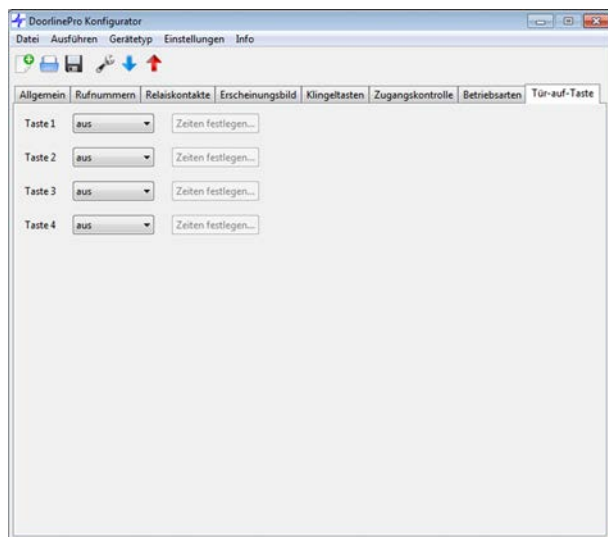 DoorlinePro Konfigurator
Datei Ausführen Gerätetyp Einstellungen Info
Allgemein Rufnummern Relaiskontakte Erscheinungsbild Klingeltasten Zugangskontrolle Betriebsarten Tür-auf-Taste
Taste 1 aus Zeiten festlegen...
Taste 2 aus Zeiten festlegen...
Taste 3 aus Zeiten festlegen...
Taste 4 aus Zeiten festlegen...